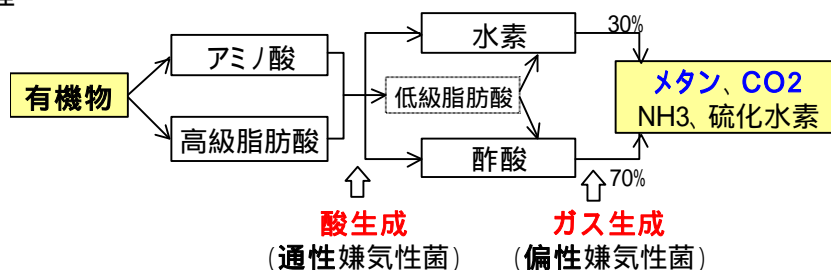 水素
30%
アミノ酸
メタン、CO2
有機物
低級脂肪酸
NH3、硫化水素
高級脂肪酸
酢酸
70%
酸生成
ガス生成
(通性嫌気性菌)
(偏性嫌気性菌)